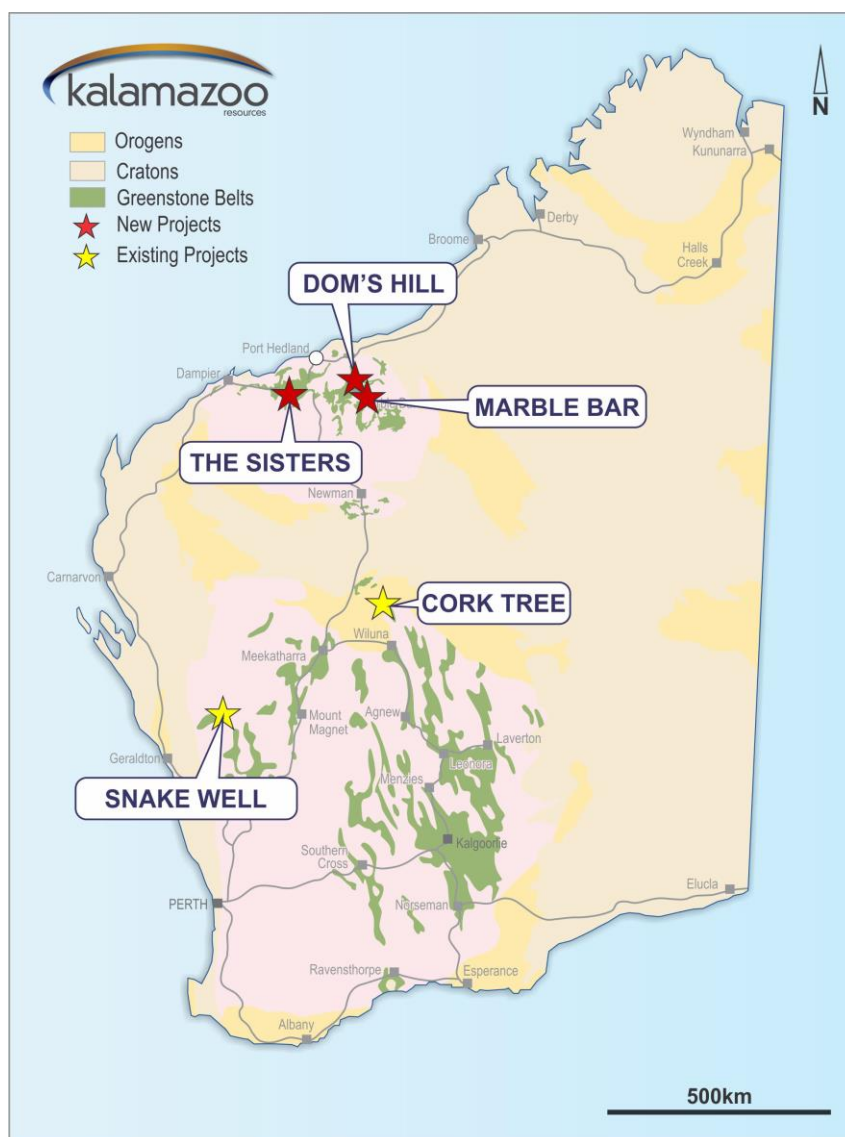 kalamazoo
resources
N
Orogens
Cratons
Greenstone Belts
New Projects
Existing Projects
Wyndham
Kununarra
Derby
Broome
Halls
Creek
DOM'S HILL
Port Hedland
Dampier
MARBLE BAR
THE SISTERS
Newman
Carnarvon
CORK TREE
Wiluna
Meekatharra
Mount
Magnet
Agnew
Laverton
Leonora
Geraldton
Menzies
SNAKE WELL
Kalgoorlie
Southern
Cross
Elucla
PERTH
Norseman
Ravensthorpe
Esperance
Albany
500km